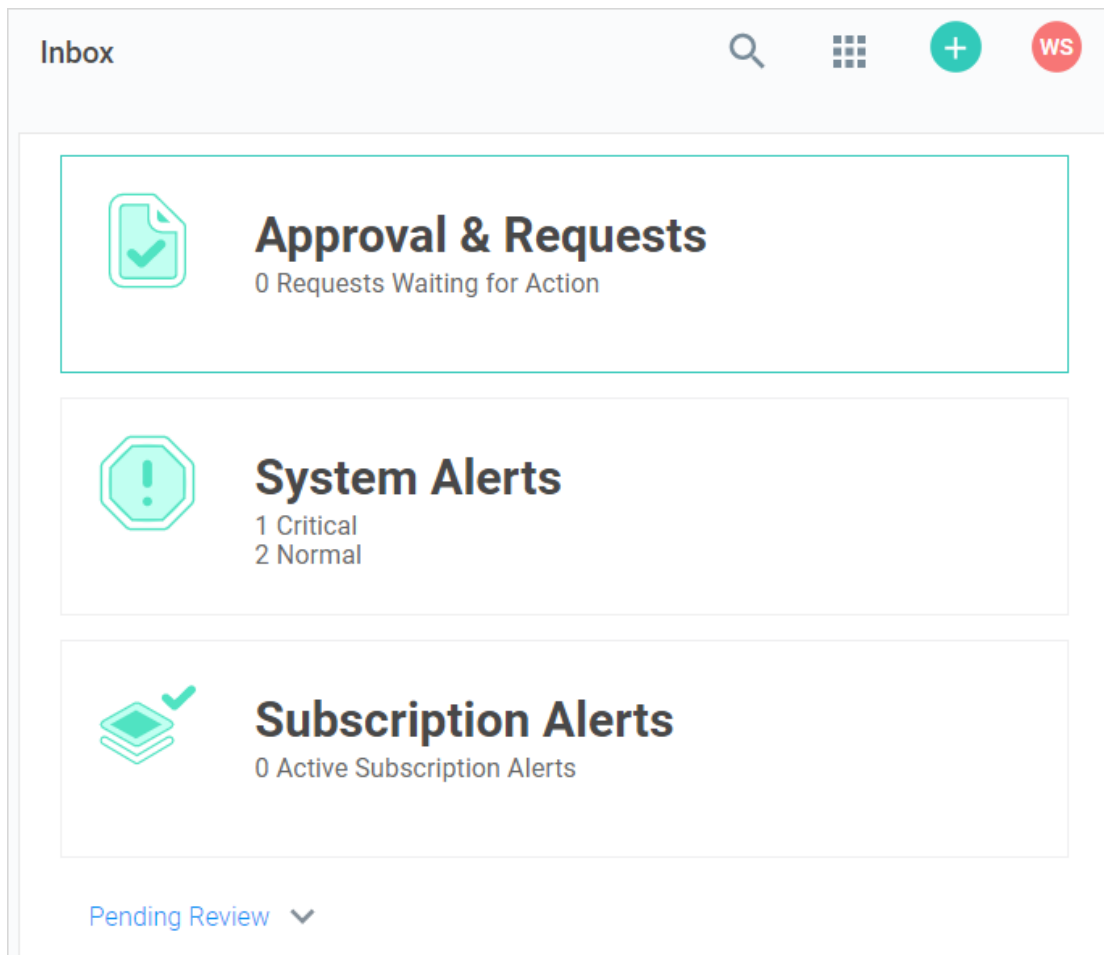 Inbox
WS
Approval & Requests
0 Requests Waiting for Action
System Alerts
1 Critical
2 Normal
Subscription Alerts
0 Active Subscription Alerts
Pending Review